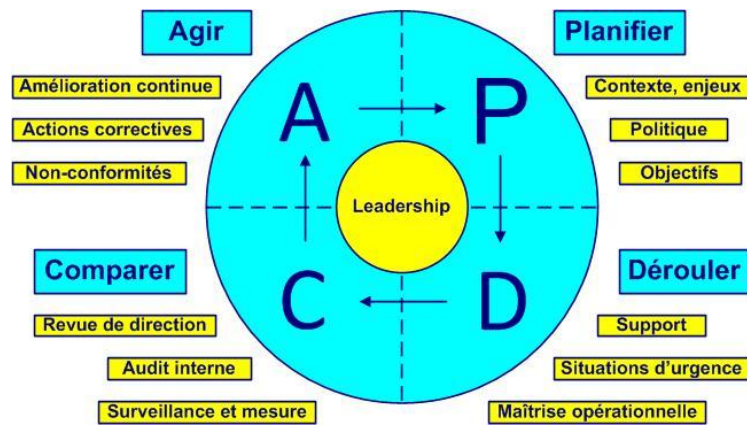 Agir
Planifier
Amélioration continue
Contexte, enjeux
Actions correctives
Politique
Non-conformités
Objectifs
A
P
Leadership
C
D
Comparer
Dérouler
Revue de direction
Support
Audit interne
Situations d'urgence
Surveillance et mesure
Maîtrise opérationnelle